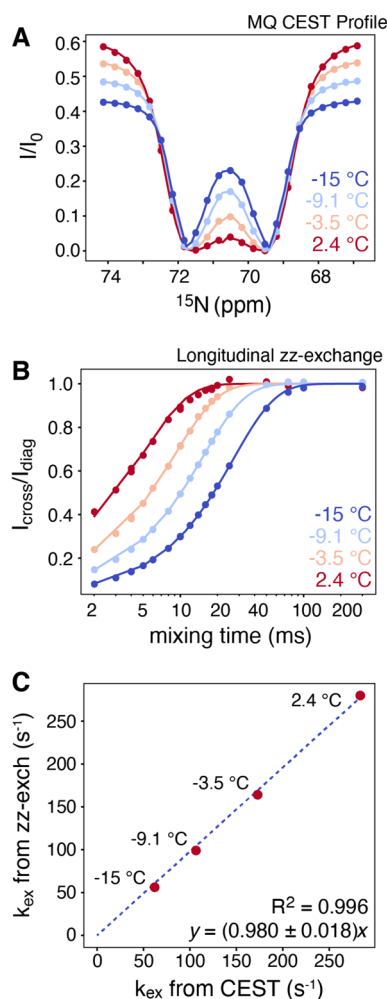 A
MQ CEST Profile
I/I₀
0.6
0.5
0.4
0.3
0.2
0.1
0.0
-15 °C
-9.1 °C
-3.5 °C
2.4 °C
74 72 70 68
¹⁵N (ppm)
B
Longitudinal zz-exchange
I_cross/I_diag
1.0
0.8
0.6
0.4
0.2
-15 °C
-9.1 °C
-3.5 °C
2.4 °C
2 5 10 20 40 100 200
mixing time (ms)
C
k_ex from zz-exch (s⁻¹)
250
200
150
100
50
0
2.4 °C
-3.5 °C
-9.1 °C
-15 °C
R² = 0.996
y = (0.980 ± 0.018)x
0 50 100 150 200 250
k_ex from CEST (s⁻¹)